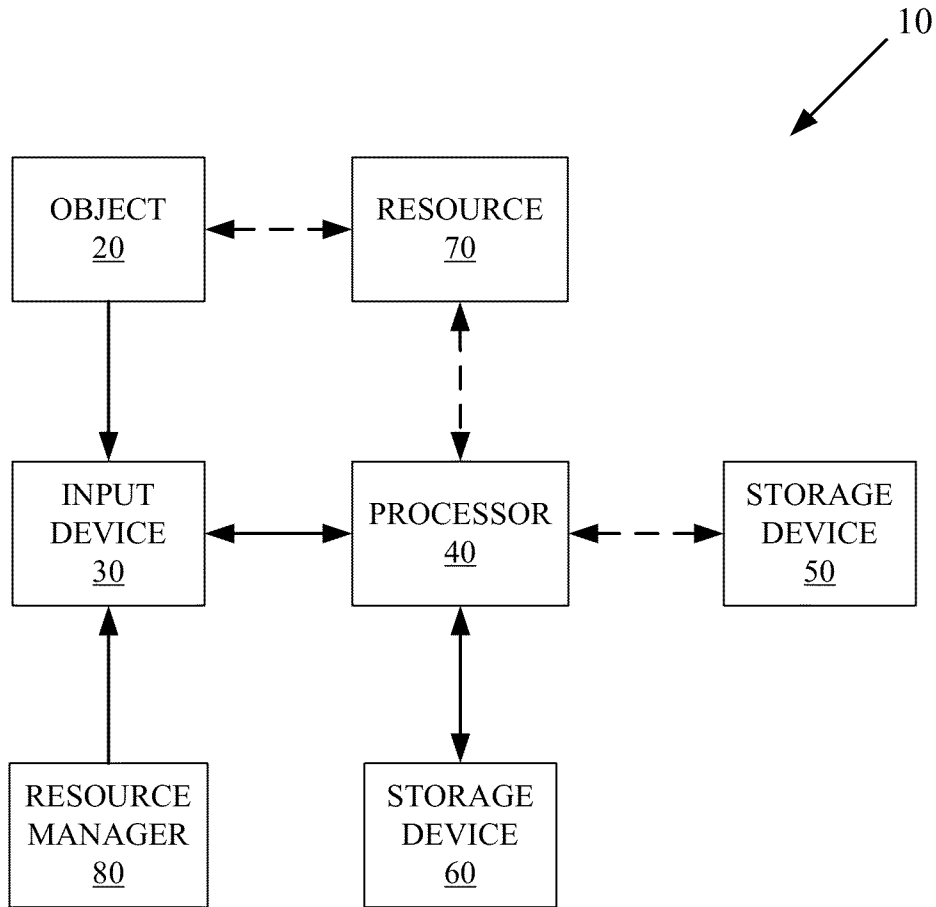 10
OBJECT
20
RESOURCE
70
INPUT
DEVICE
30
PROCESSOR
40
STORAGE
DEVICE
50
RESOURCE
MANAGER
80
STORAGE
DEVICE
60